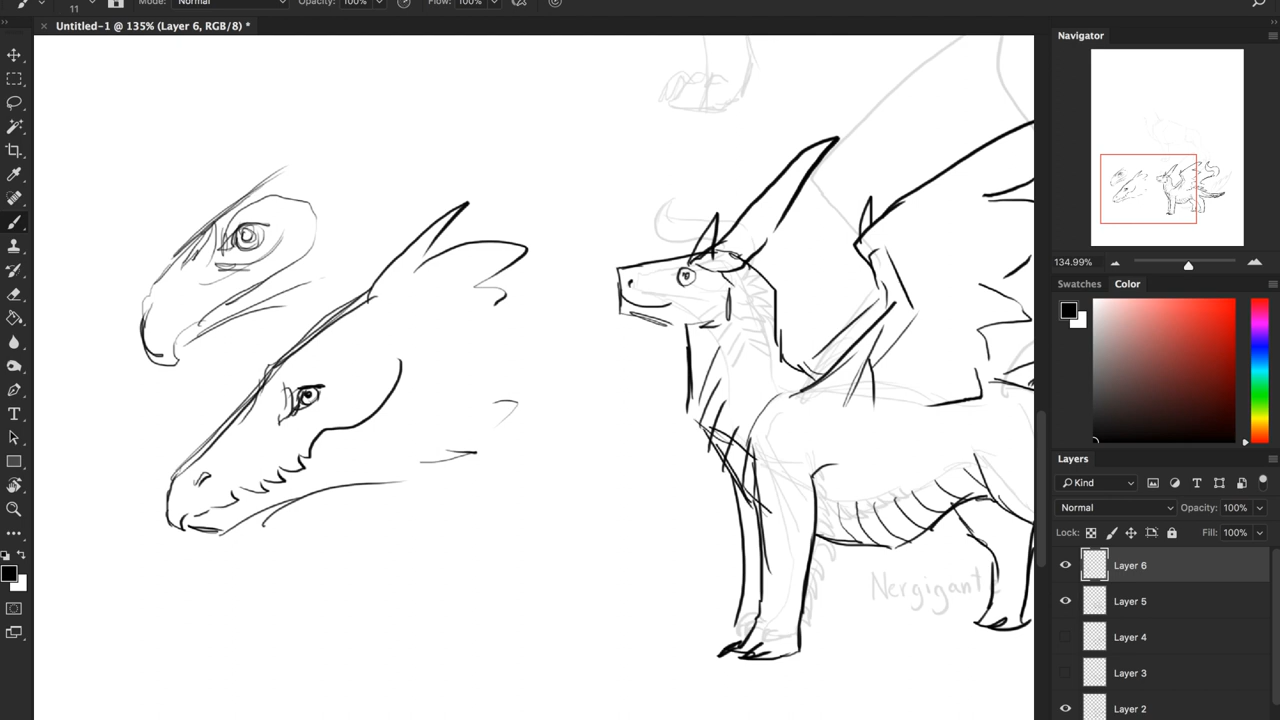 11 Mode: Normal Opacity: 100% Flow: 100%
× Untitled-1 @ 135% (Layer 6, RGB/8) *
Navigator
134.99%
Swatches Color
Layers
Kind
Normal Opacity: 100%
Lock: Fill: 100%
Layer 6
Layer 5
Layer 4
Layer 3
Layer 2
Nergigante